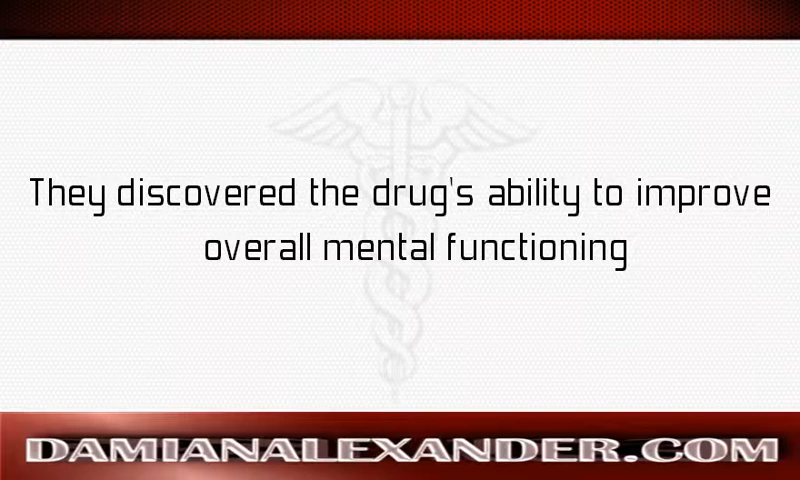 They discovered the drug's ability to improve
overall mental functioning
DAMIANALEXANDER.COM